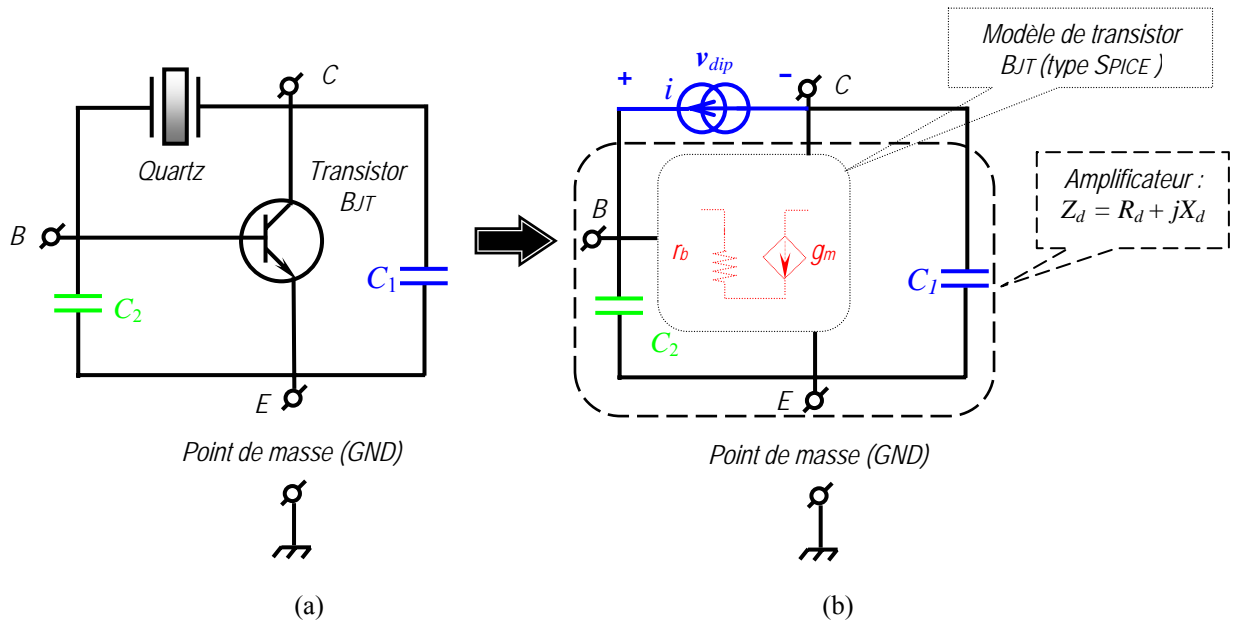 C
Quartz
Transistor
BJT
B
C2
C1
E
Point de masse (GND)
(a)
Modèle de transistor
BJT (type SPICE )
vdip
+
-
i
C
Amplificateur :
Zd = Rd + jXd
B
rb
gm
C1
C2
E
Point de masse (GND)
(b)